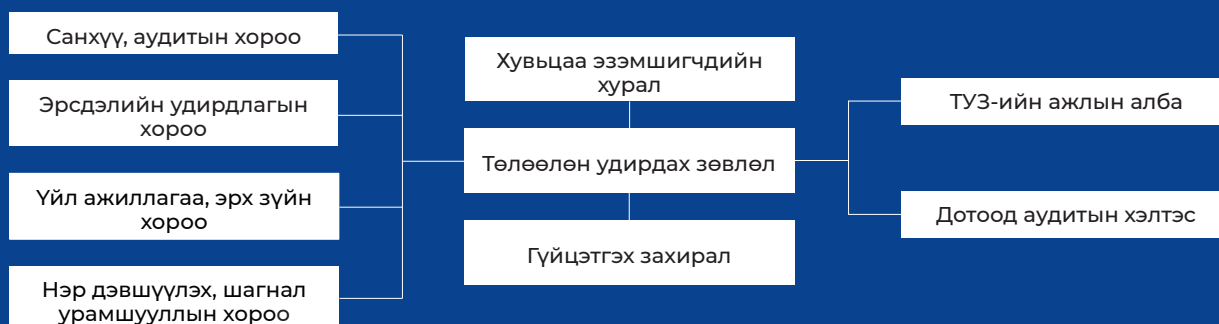 Санхүү, аудитын хороо
Эрсдэлийн удирдлагын
хороо
Үйл ажиллагаа, эрх зүйн
хороо
Нэр дэвшүүлэх, шагнал
урамшууллын хороо
Хувьцаа эзэмшигчдийн
хурал
Төлөөлөн удирдах зөвлөл
Гүйцэтгэх захирал
ТУЗ-ийн ажлын алба
Дотоод аудитын хэлтэс